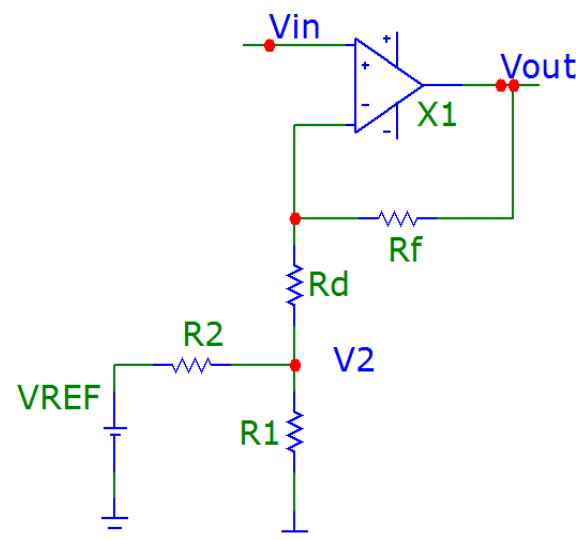 Vin
+
+
Vout
-
X1
-
Rf
Rd
R2
V2
VREF
R1